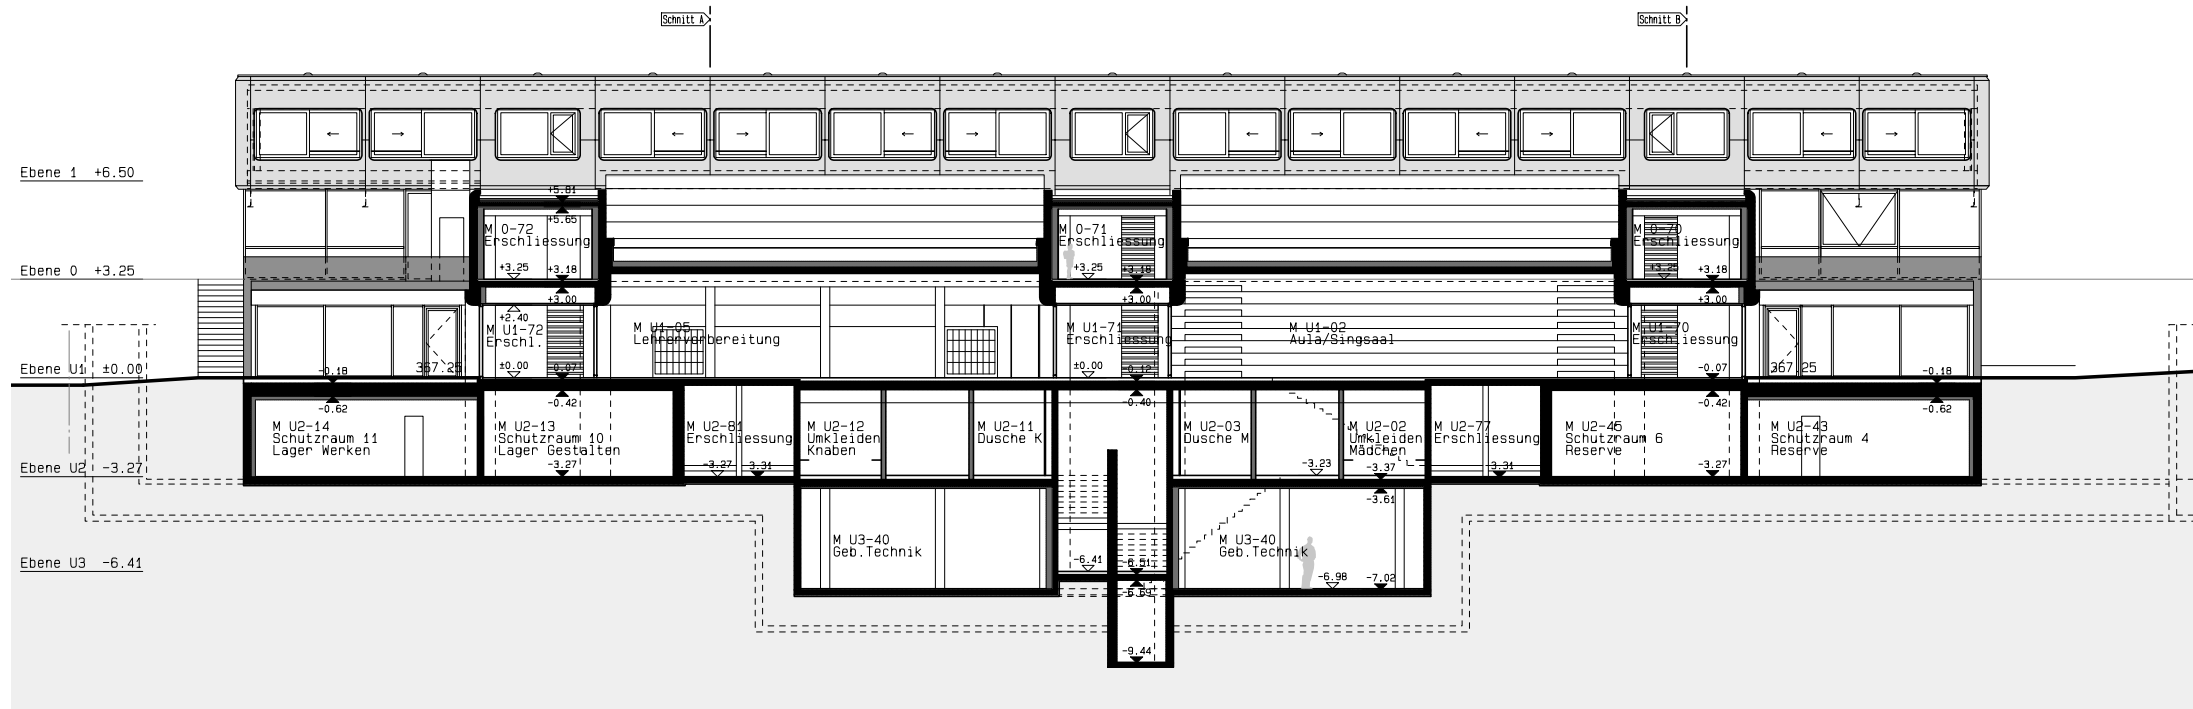 Schnitt A
Schnitt B
Ebene 1 +6.50
+5.81
+5.65
M 0-72
Erschliessung
M 0-71
Erschliessung
M 0-70
Erschliessung
Ebene 0 +3.25
+3.25
+3.18
+3.25
+3.18
+3.25
+3.18
+3.00
+3.00
+3.00
+2.40
M U1-72
Erschl.
M U1-05
Lehrervorbereitung
M U1-71
Erschliessung
M U1-02
Aula/Singsaal
M U1-70
Erschliessung
Ebene U1 ±0.00
-0.18
367.25
±0.00
-0.07
±0.00
-0.12
-0.07
367.25
-0.18
-0.62
-0.42
-0.40
-0.42
-0.62
M U2-14
Schutzraum 11
Lager Werken
M U2-13
Schutzraum 10
Lager Gestalten
M U2-81
Erschliessung
M U2-12
Umkleiden
Knaben
M U2-11
Dusche K
M U2-03
Dusche M
M U2-02
Umkleiden
Mädchen
M U2-77
Erschliessung
M U2-45
Schutzraum 6
Reserve
M U2-43
Schutzraum 4
Reserve
Ebene U2 -3.27
-3.27
-3.27
-3.31
-3.23
-3.37
-3.31
-3.27
-3.61
M U3-40
Geb.Technik
M U3-40
Geb.Technik
Ebene U3 -6.41
-6.41
-6.51
-6.98
-7.02
-6.69
-9.44